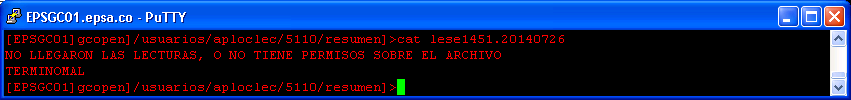 EPSGC01.epsa.co - PuTTY
[EPSGC01]gcopen]/usuarios/aploclec/5110/resumen]>cat lese1451.20140726
NO LLEGARON LAS LECTURAS, O NO TIENE PERMISOS SOBRE EL ARCHIVO
TERMINOMAL
[EPSGC01]gcopen]/usuarios/aploclec/5110/resumen]>